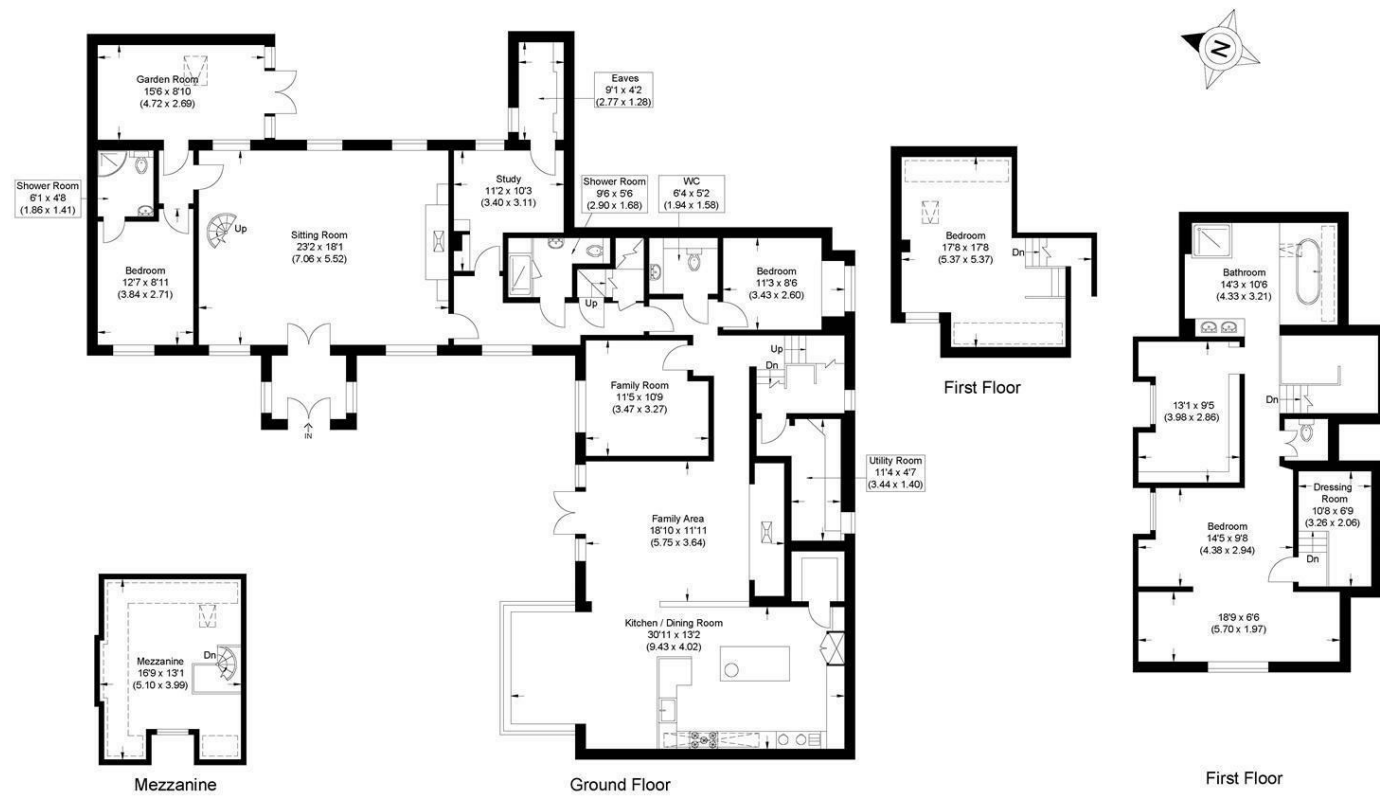 N
Garden Room
15'6 x 8'10
(4.72 x 2.69)
Eaves
9'1 x 4'2
(2.77 x 1.28)
Shower Room
6'1 x 4'8
(1.86 x 1.41)
Study
11'2 x 10'3
(3.40 x 3.11)
Shower Room
9'6 x 5'6
(2.90 x 1.68)
WC
6'4 x 5'2
(1.94 x 1.58)
Up
Sitting Room
23'2 x 18'1
(7.06 x 5.52)
Bedroom
12'7 x 8'11
(3.84 x 2.71)
Up
Bedroom
11'3 x 8'6
(3.43 x 2.60)
Up
Dn
Family Room
11'5 x 10'9
(3.47 x 3.27)
IN
Utility Room
11'4 x 4'7
(3.44 x 1.40)
Family Area
18'10 x 11'11
(5.75 x 3.64)
Kitchen / Dining Room
30'11 x 13'2
(9.43 x 4.02)
Ground Floor
Mezzanine
16'9 x 13'1
(5.10 x 3.99)
Dn
Mezzanine
Bedroom
17'8 x 17'8
(5.37 x 5.37)
Dn
First Floor
Bathroom
14'3 x 10'6
(4.33 x 3.21)
13'1 x 9'5
(3.98 x 2.86)
Dn
Dressing
Room
10'8 x 6'9
(3.26 x 2.06)
Bedroom
14'5 x 9'8
(4.38 x 2.94)
Dn
18'9 x 6'6
(5.70 x 1.97)
First Floor